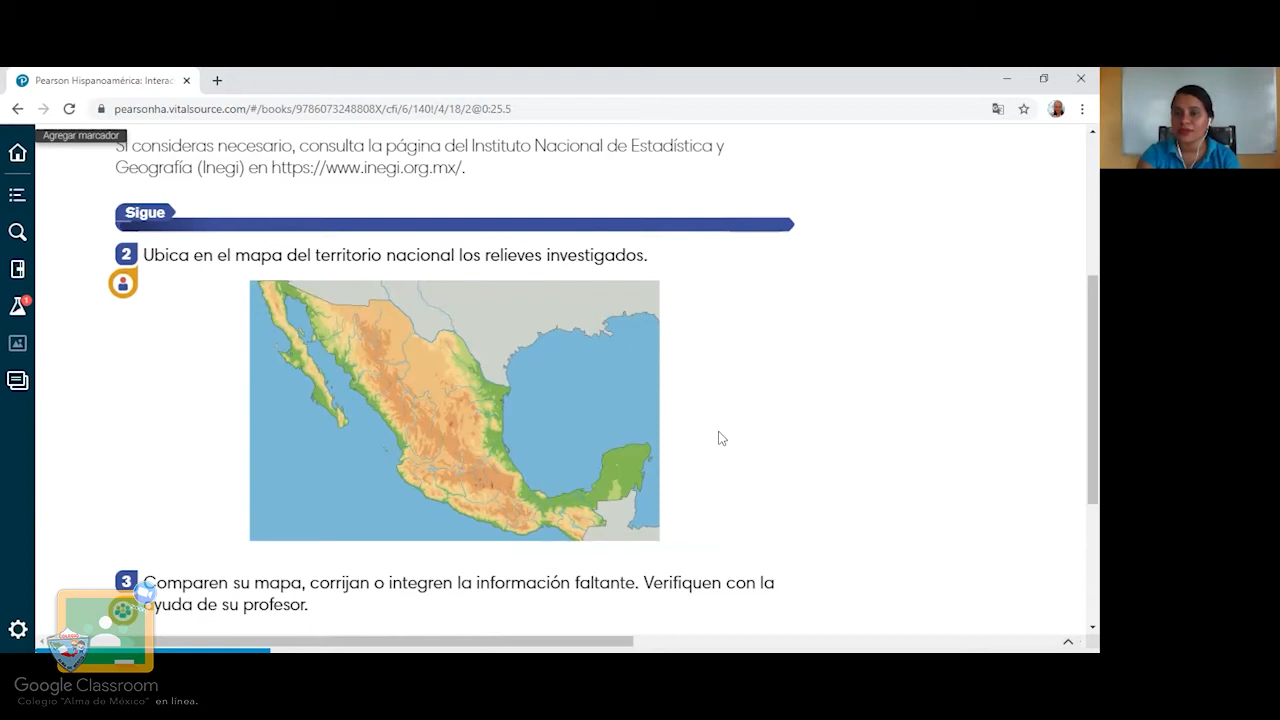 Pearson Hispanoamérica: Interac
pearsonha.vitalsource.com/#/books/9786073248808X/cfi/6/140!/4/18/2@0:25.5
Agregar marcador
Si consideras necesario, consulta la página del Instituto Nacional de Estadística y
Geografía (Inegi) en https://www.inegi.org.mx/.
Sigue
2 Ubica en el mapa del territorio nacional los relieves investigados.
3 Comparen su mapa, corrijan o integren la información faltante. Verifiquen con la
ayuda de su profesor.
1
COLEGIO
Google Classroom
Colegio "Alma de México" en línea.